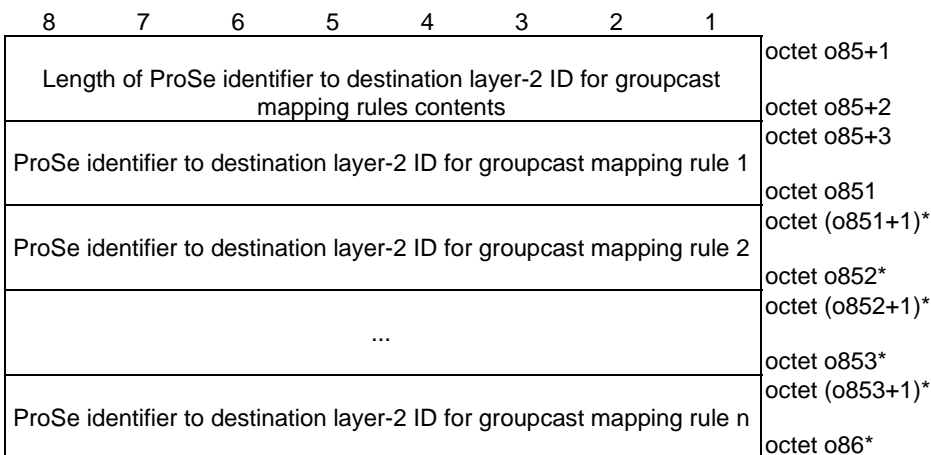 8 7 6 5 4 3 2 1
Length of ProSe identifier to destination layer-2 ID for groupcast
mapping rules contents
octet o85+1
octet o85+2
ProSe identifier to destination layer-2 ID for groupcast mapping rule 1
octet o85+3
octet o851
ProSe identifier to destination layer-2 ID for groupcast mapping rule 2
octet (o851+1)*
octet o852*
...
octet (o852+1)*
octet o853*
ProSe identifier to destination layer-2 ID for groupcast mapping rule n
octet (o853+1)*
octet o86*